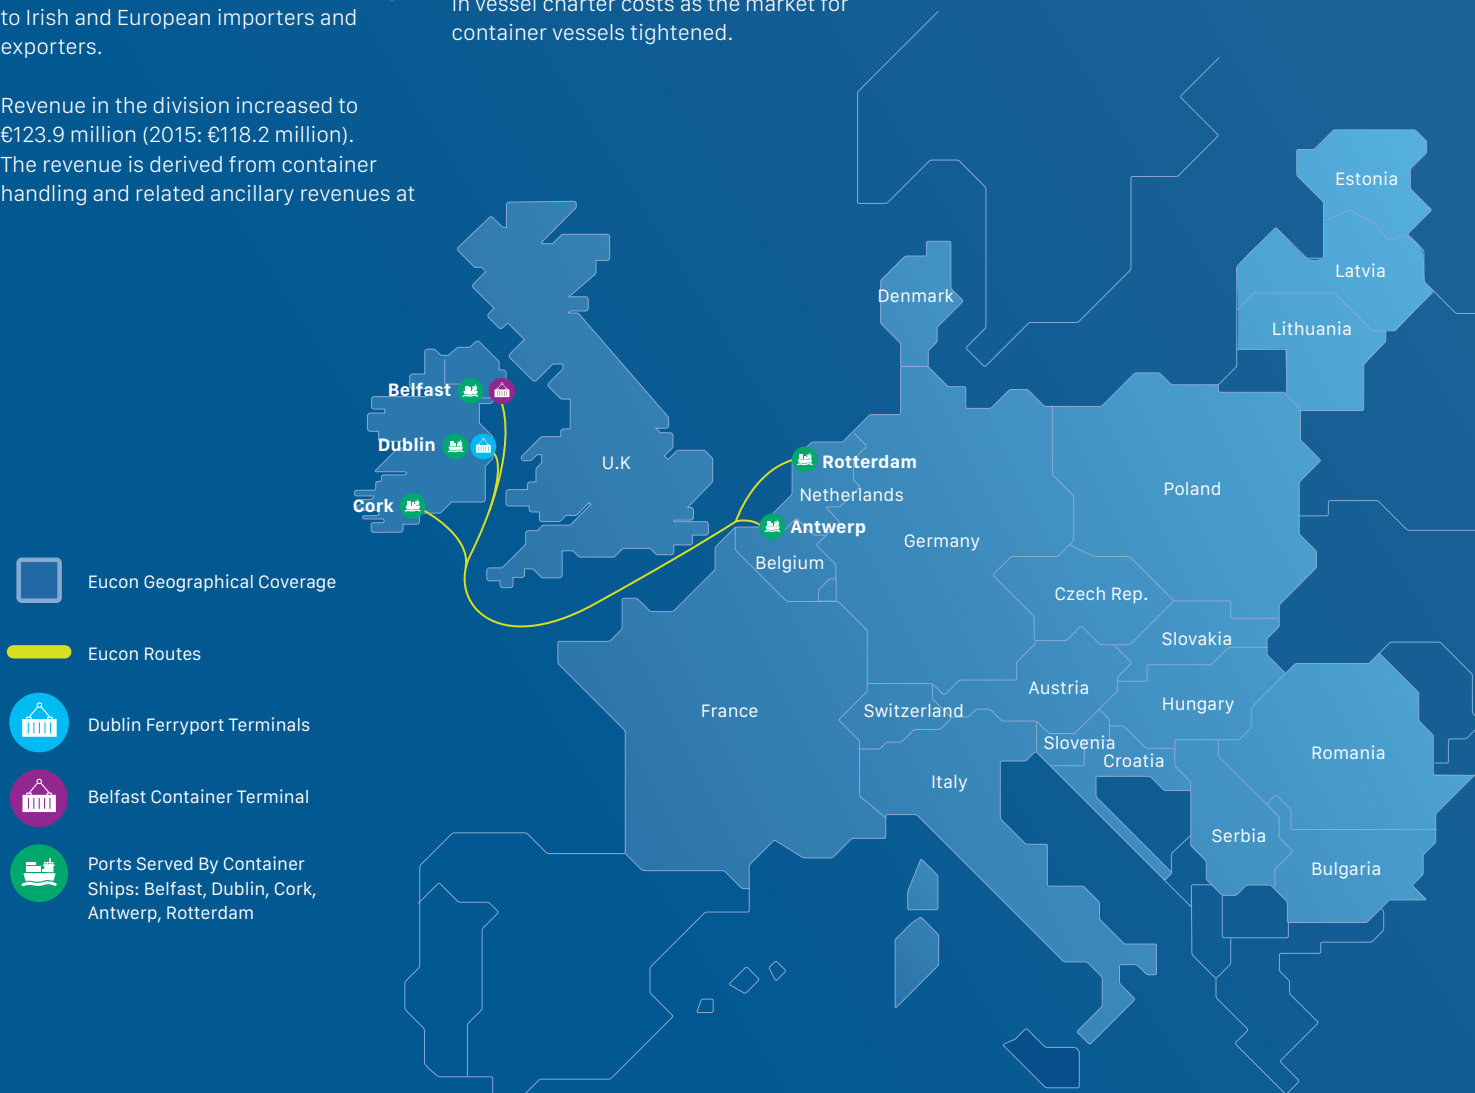 to Irish and European importers and
exporters.
Revenue in the division increased to
€123.9 million (2015: €118.2 million).
The revenue is derived from container
handling and related ancillary revenues at
in vessel charter costs as the market for
container vessels tightened.
Estonia
Latvia
Lithuania
Denmark
Belfast
Dublin
Cork
U.K
Rotterdam
Netherlands
Antwerp
Belgium
Germany
Poland
Czech Rep.
Slovakia
Austria
Hungary
France
Switzerland
Slovenia
Croatia
Italy
Romania
Serbia
Bulgaria
Eucon Geographical Coverage
Eucon Routes
Dublin Ferryport Terminals
Belfast Container Terminal
Ports Served By Container
Ships: Belfast, Dublin, Cork,
Antwerp, Rotterdam